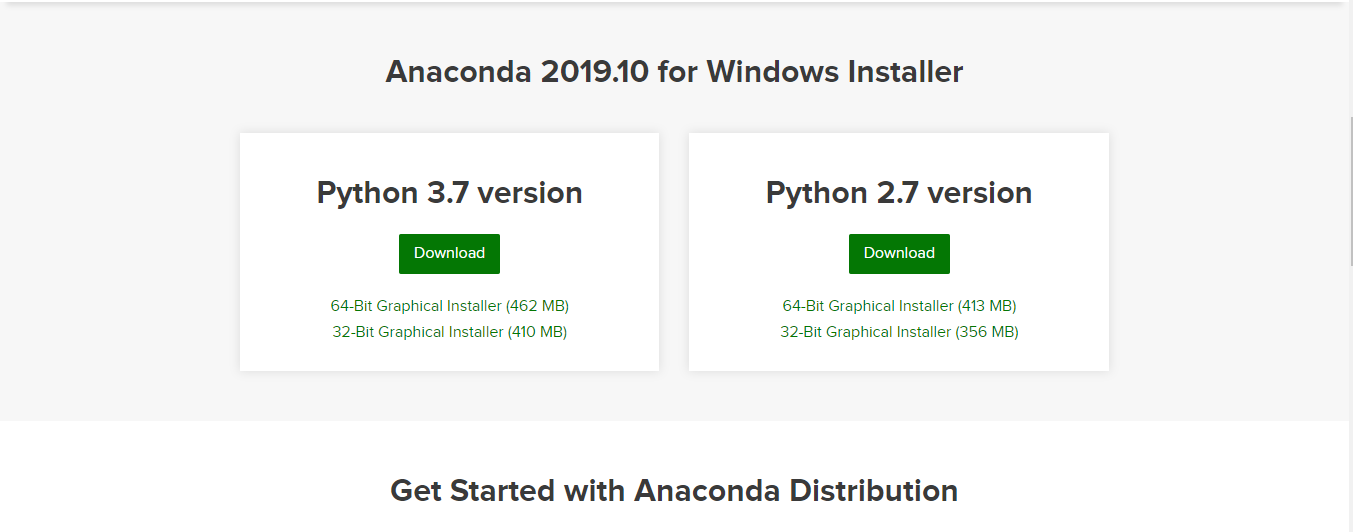 Anaconda 2019.10 for Windows Installer
Python 3.7 version
Download
64-Bit Graphical Installer (462 MB)
32-Bit Graphical Installer (410 MB)
Python 2.7 version
Download
64-Bit Graphical Installer (413 MB)
32-Bit Graphical Installer (356 MB)
Get Started with Anaconda Distribution